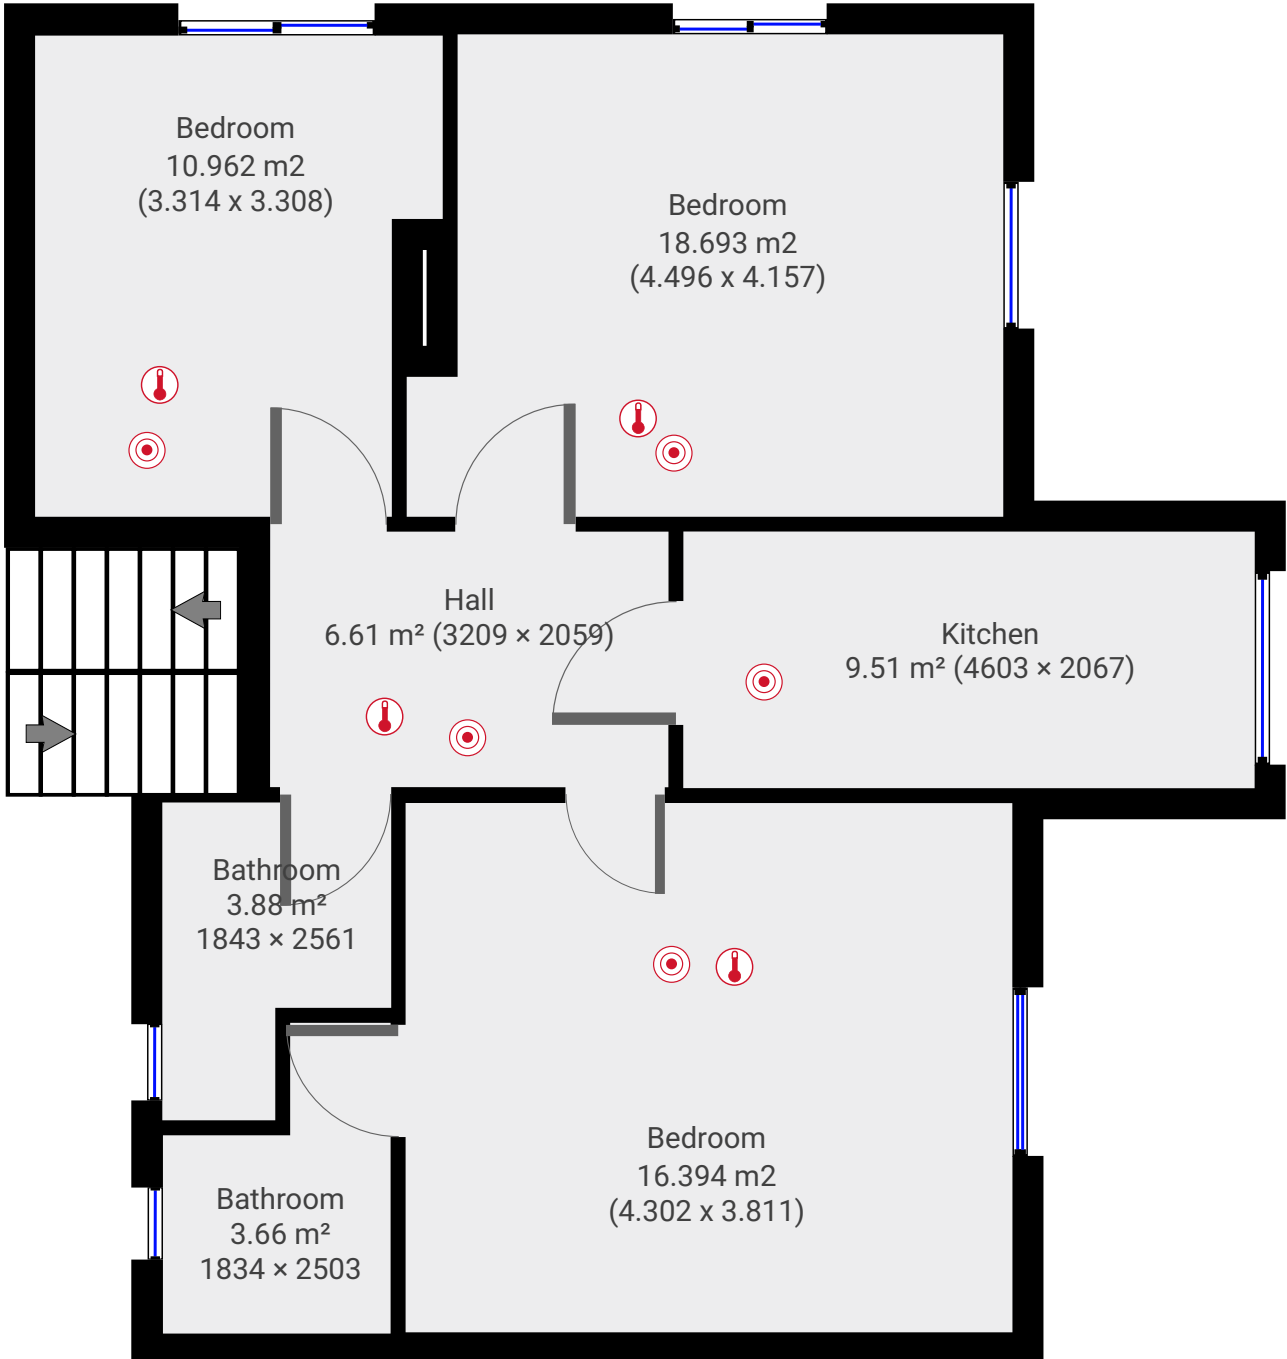 Bedroom
10.962 m2
(3.314 x 3.308)
Bedroom
18.693 m2
(4.496 x 4.157)
Hall
6.61 m² (3209 × 2059)
Kitchen
9.51 m² (4603 × 2067)
Bathroom
3.88 m²
1843 × 2561
Bedroom
16.394 m2
(4.302 x 3.811)
Bathroom
3.66 m²
1834 × 2503